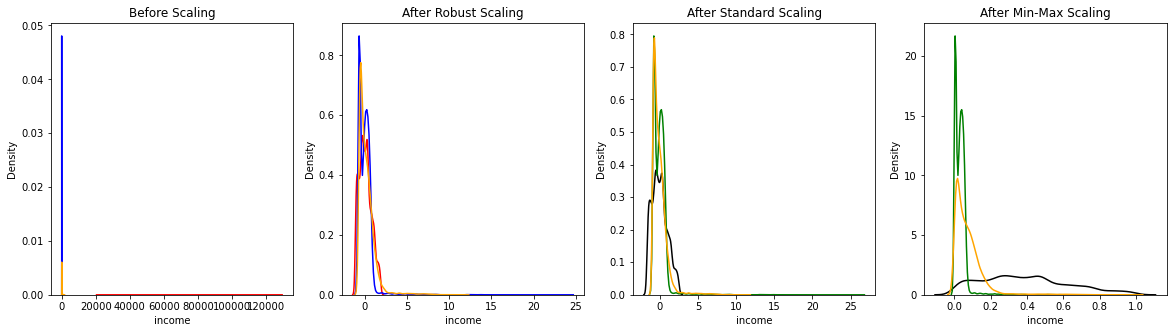 Before Scaling
0.05
0.04
0.03
0.02
0.01
0.00
Density
0 20000 40000 60000 80000 100000 120000
income
After Robust Scaling
0.8
0.6
0.4
0.2
0.0
Density
0 5 10 15 20 25
income
After Standard Scaling
0.8
0.7
0.6
0.5
0.4
0.3
0.2
0.1
0.0
Density
0 5 10 15 20 25
income
After Min-Max Scaling
20
15
10
5
0
Density
0.0 0.2 0.4 0.6 0.8 1.0
income